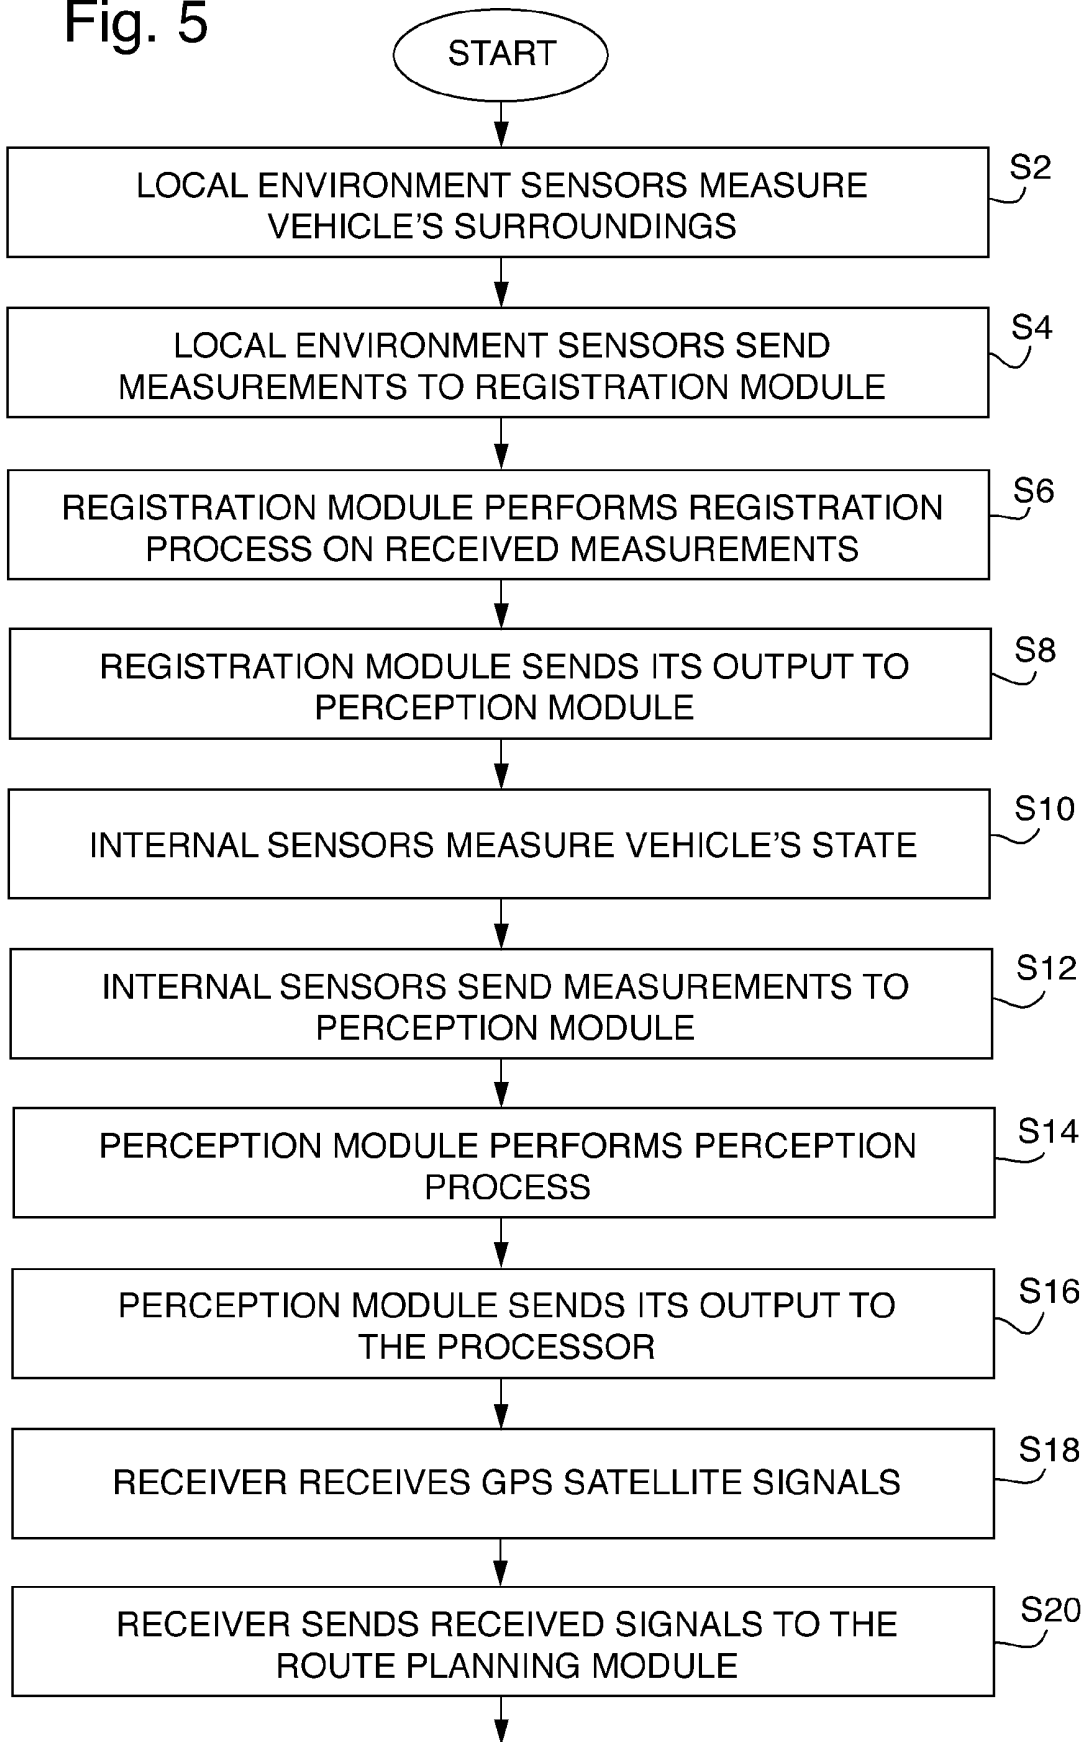 Fig. 5
START
LOCAL ENVIRONMENT SENSORS MEASURE
VEHICLE'S SURROUNDINGS
S2
LOCAL ENVIRONMENT SENSORS SEND
MEASUREMENTS TO REGISTRATION MODULE
S4
REGISTRATION MODULE PERFORMS REGISTRATION
PROCESS ON RECEIVED MEASUREMENTS
S6
REGISTRATION MODULE SENDS ITS OUTPUT TO
PERCEPTION MODULE
S8
INTERNAL SENSORS MEASURE VEHICLE'S STATE
S10
INTERNAL SENSORS SEND MEASUREMENTS TO
PERCEPTION MODULE
S12
PERCEPTION MODULE PERFORMS PERCEPTION
PROCESS
S14
PERCEPTION MODULE SENDS ITS OUTPUT TO
THE PROCESSOR
S16
RECEIVER RECEIVES GPS SATELLITE SIGNALS
S18
RECEIVER SENDS RECEIVED SIGNALS TO THE
ROUTE PLANNING MODULE
S20